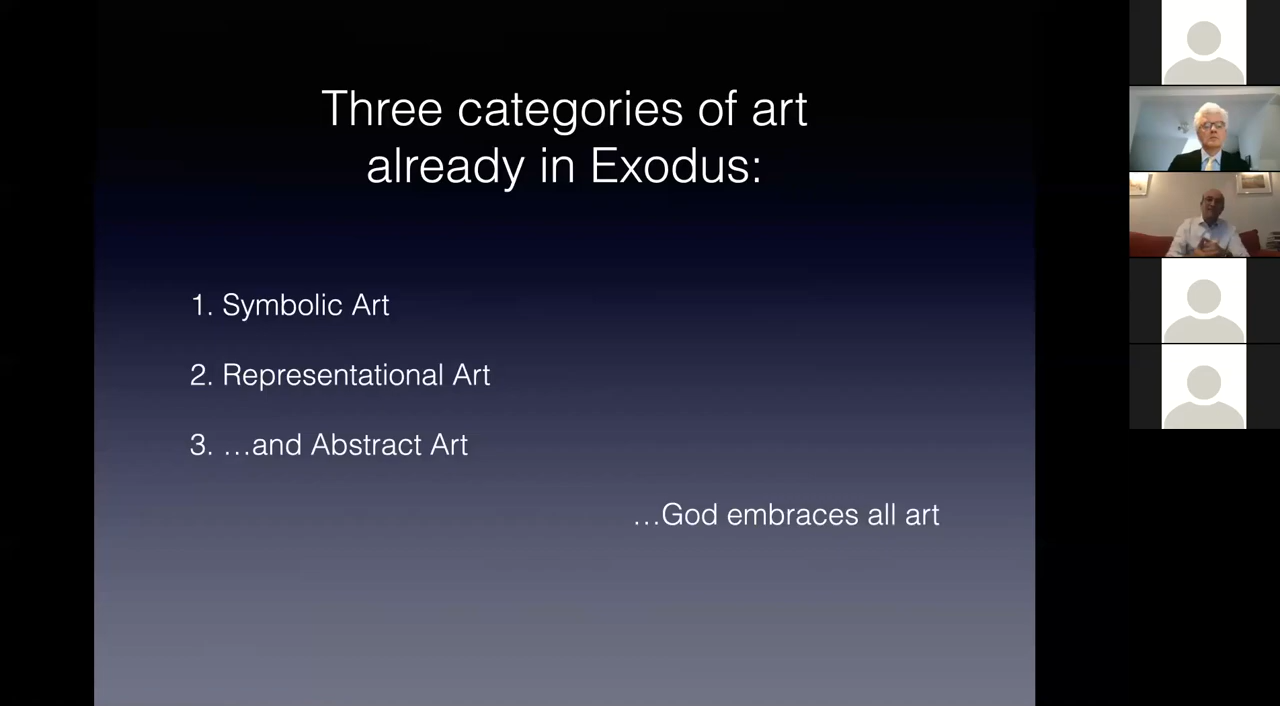 Three categories of art
already in Exodus:
1. Symbolic Art
2. Representational Art
3. …and Abstract Art
…God embraces all art